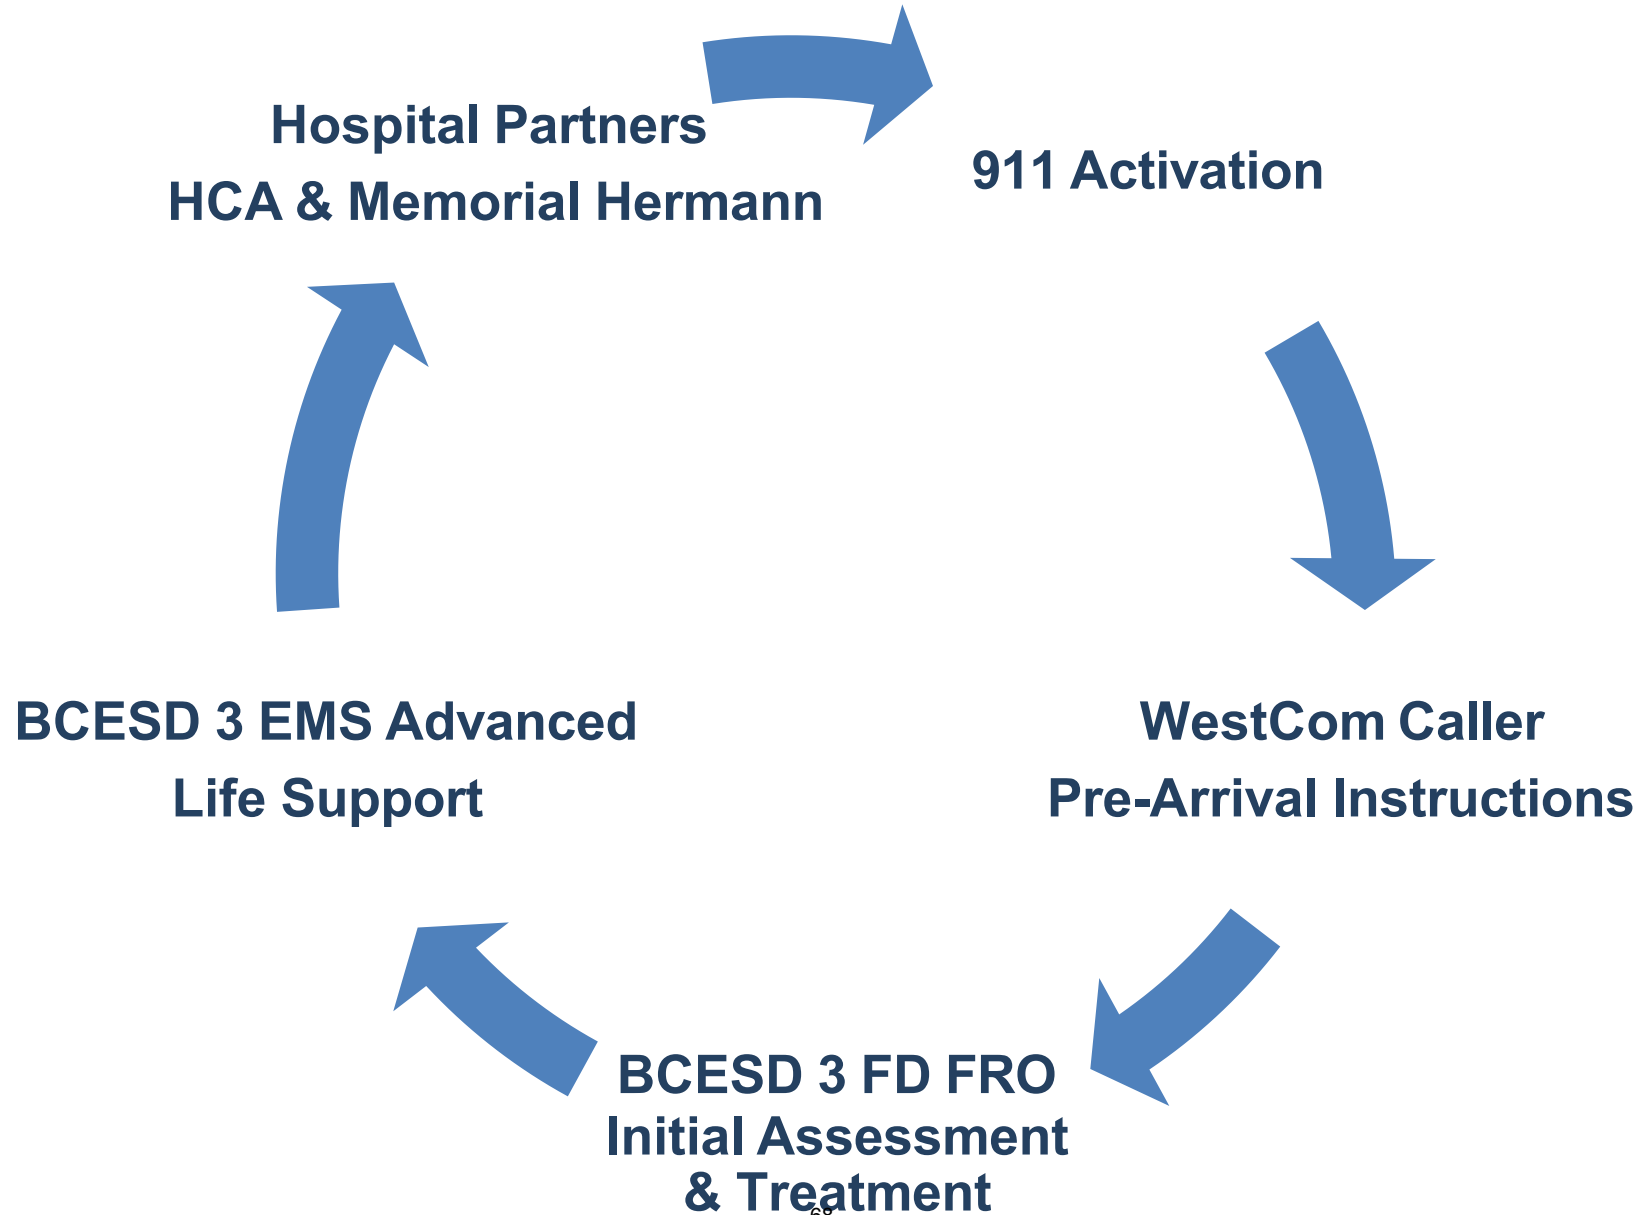 Hospital Partners
HCA & Memorial Hermann
911 Activation
WestCom Caller
Pre-Arrival Instructions
BCESD 3 FD FRO
Initial Assessment
& Treatment
BCESD 3 EMS Advanced
Life Support
68